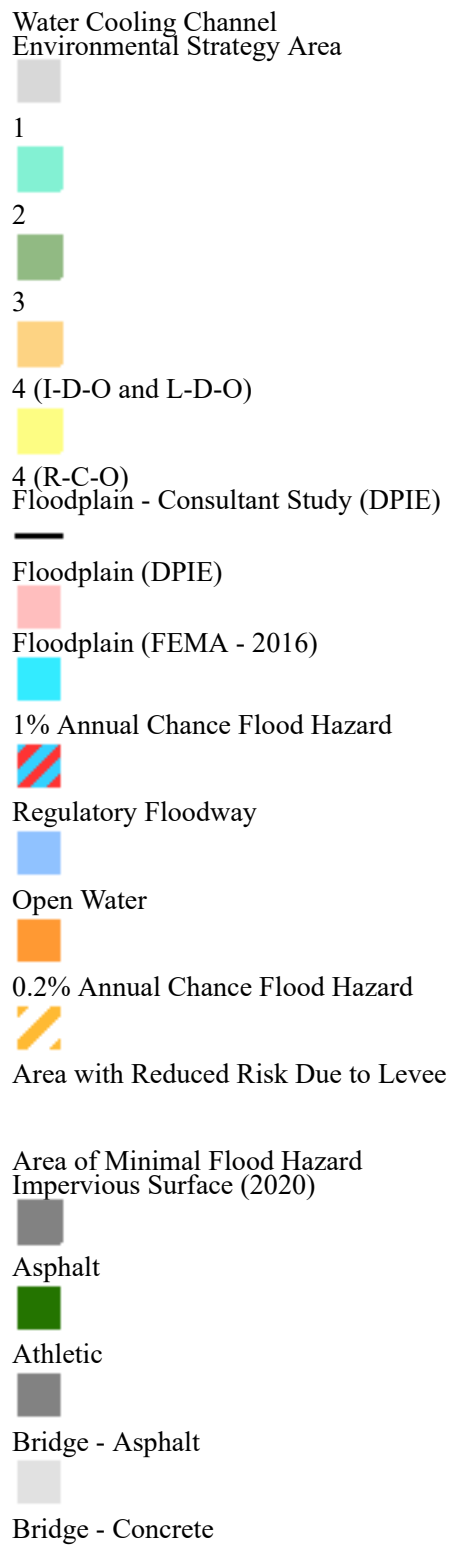 Water Cooling Channel
Environmental Strategy Area
1
2
3
4 (I-D-O and L-D-O)
4 (R-C-O)
Floodplain - Consultant Study (DPIE)
Floodplain (DPIE)
Floodplain (FEMA - 2016)
1% Annual Chance Flood Hazard
Regulatory Floodway
Open Water
0.2% Annual Chance Flood Hazard
Area with Reduced Risk Due to Levee
Area of Minimal Flood Hazard
Impervious Surface (2020)
Asphalt
Athletic
Bridge - Asphalt
Bridge - Concrete